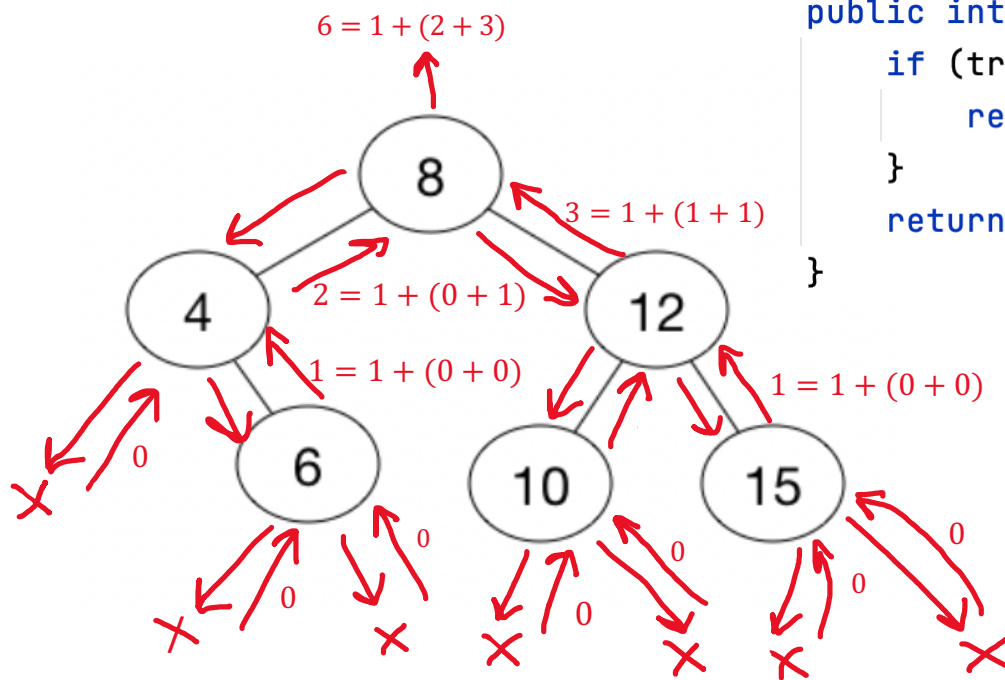 6 = 1 + (2 + 3)
public int
if (tr
re
}
return
}
8
3 = 1 + (1 + 1)
2 = 1 + (0 + 1)
4
12
1 = 1 + (0 + 0)
1 = 1 + (0 + 0)
0
6
10
15
0
0
0
0
0
0